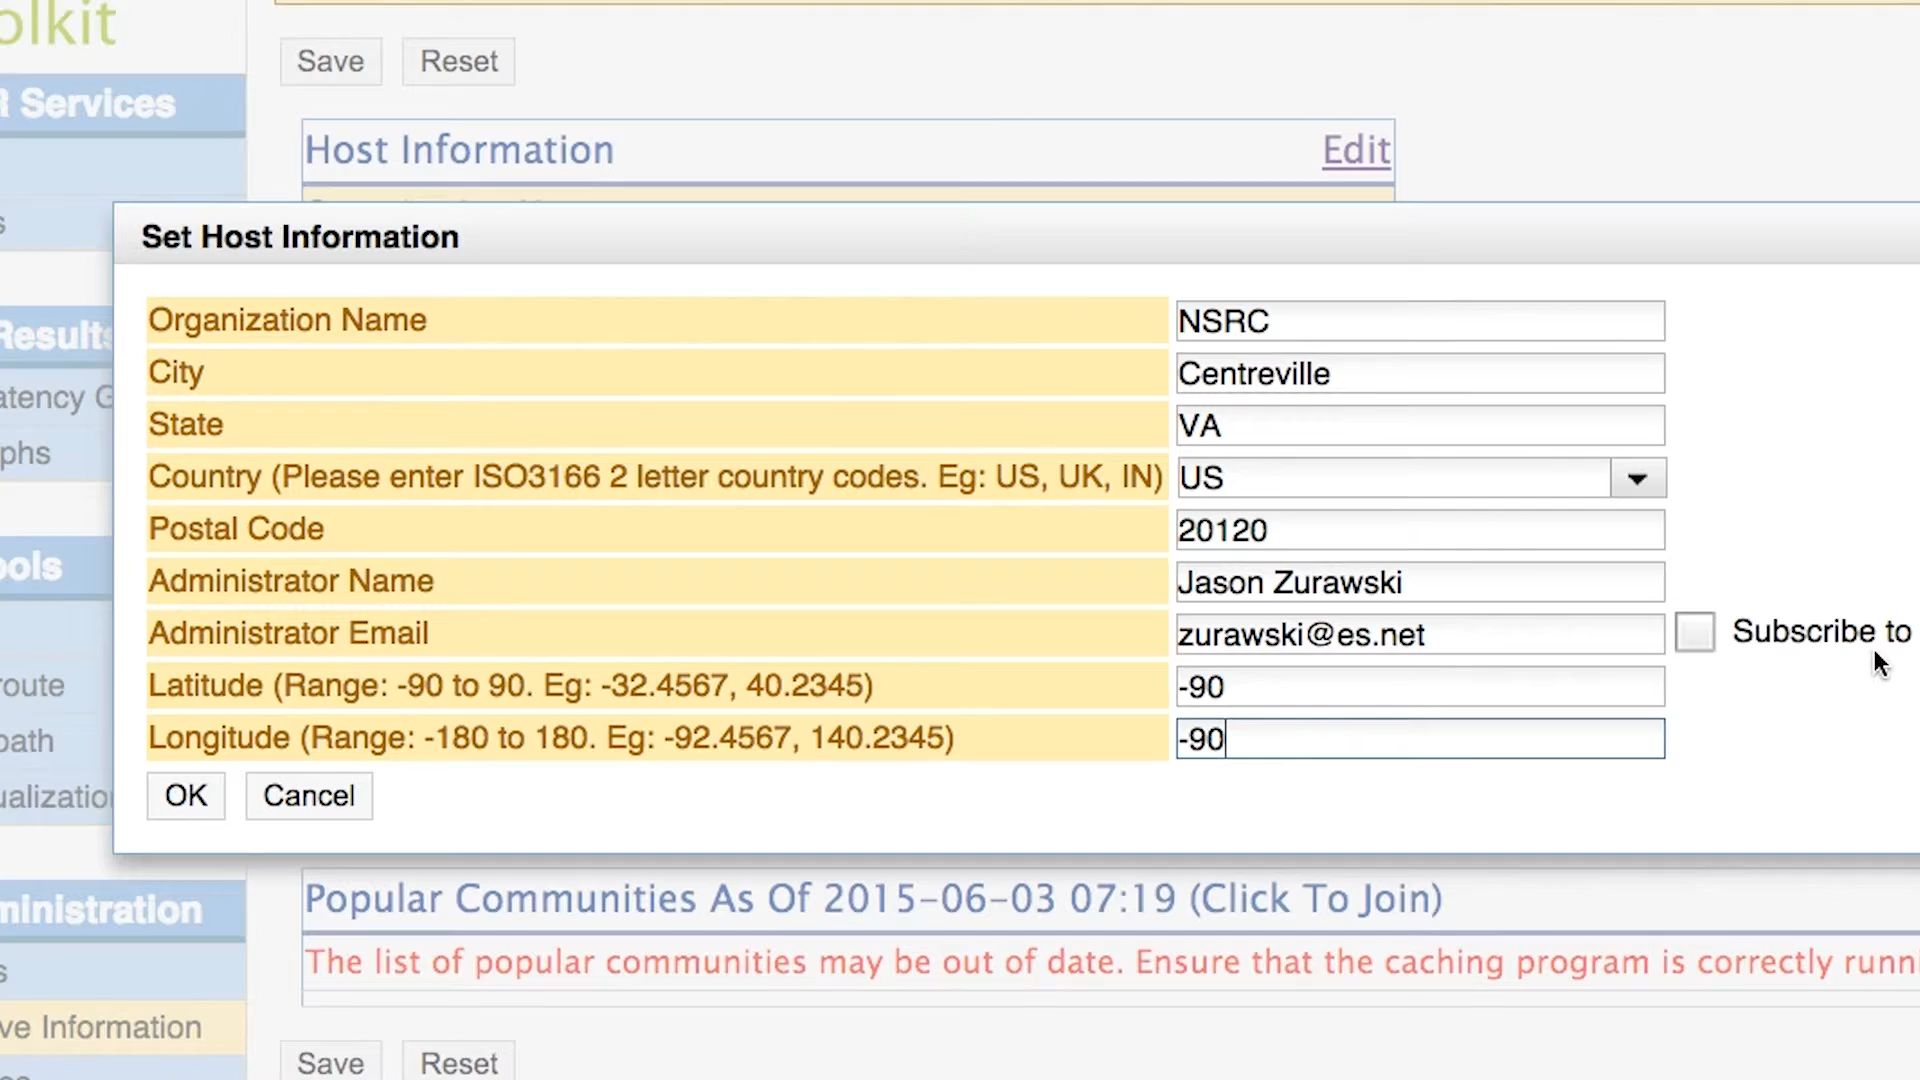 olkit
Save Reset
R Services
Host Information Edit
s
Set Host Information
Organization Name NSRC
Results
City Centreville
atency G
State VA
phs
Country (Please enter ISO3166 2 letter country codes. Eg: US, UK, IN) US
Postal Code 20120
ools
Administrator Name Jason Zurawski
Administrator Email zurawski@es.net Subscribe to
route
Latitude (Range: -90 to 90. Eg: -32.4567, 40.2345) -90
path
Longitude (Range: -180 to 180. Eg: -92.4567, 140.2345) -90
ualization
OK Cancel
Popular Communities As Of 2015-06-03 07:19 (Click To Join)
ministration
The list of popular communities may be out of date. Ensure that the caching program is correctly runni
s
ve Information
Save Reset